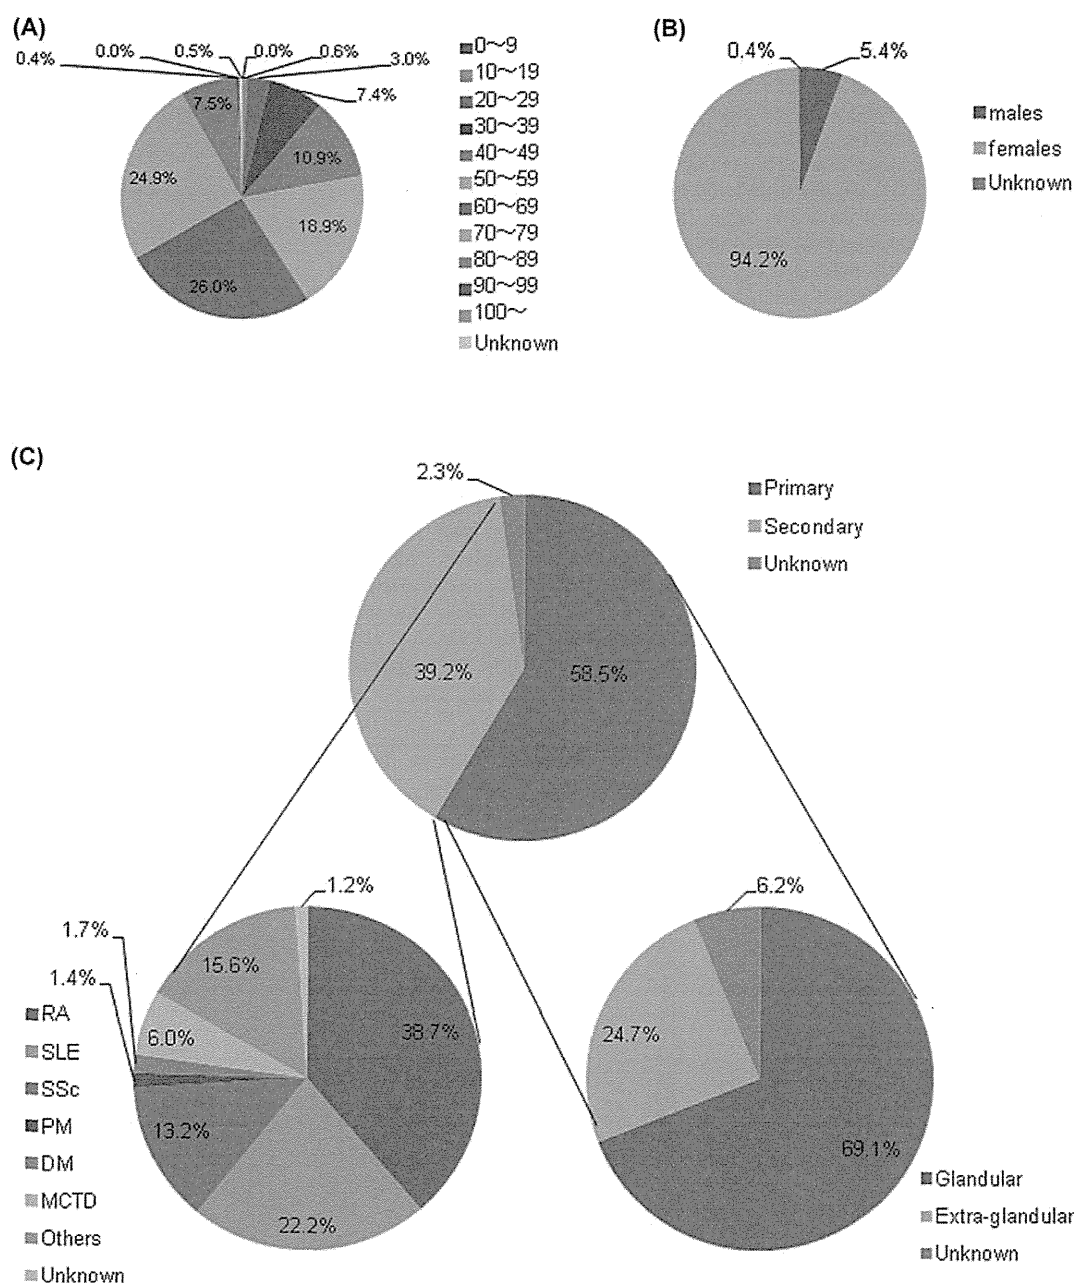 (A)
0.4% 0.0% 0.5% 0.0% 0.6% 3.0%
7.4%
7.5%
10.9%
24.9%
18.9%
26.0%
0～9
10～19
20～29
30～39
40～49
50～59
60～69
70～79
80～89
90～99
100～
Unknown
(B)
0.4% 5.4%
94.2%
males
females
Unknown
(C)
2.3%
39.2% 58.5%
Primary
Secondary
Unknown
1.2%
1.7%
15.6%
1.4%
38.7%
6.0%
13.2%
22.2%
RA
SLE
SSc
PM
DM
MCTD
Others
Unknown
6.2%
24.7%
69.1%
Glandular
Extra-glandular
Unknown